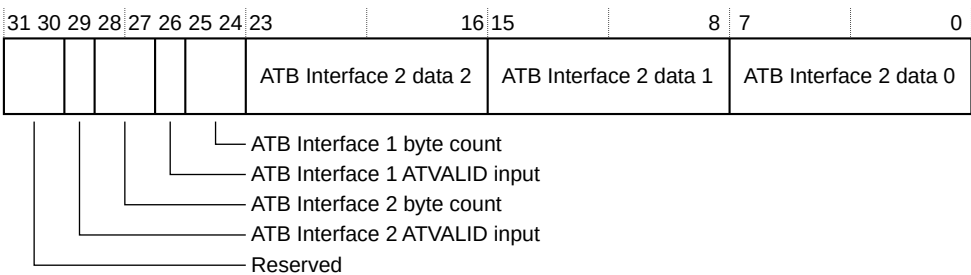 31 30 29 28 27 26 25 24 23 16 15 8 7 0
ATB Interface 2 data 2 ATB Interface 2 data 1 ATB Interface 2 data 0
ATB Interface 1 byte count
ATB Interface 1 ATVALID input
ATB Interface 2 byte count
ATB Interface 2 ATVALID input
Reserved